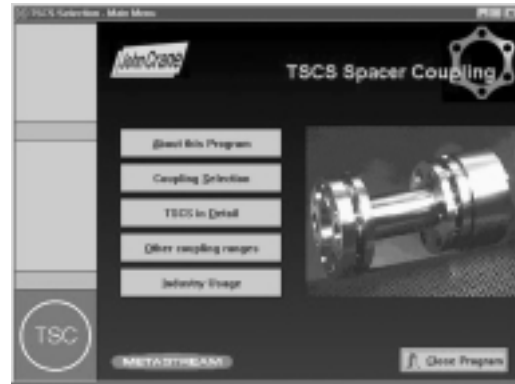 TSCS Selection - Main Menu
John Crane
TSCS Spacer Coupling
About this Program
Coupling Selection
TSCS in Detail
Other coupling ranges
Industry Usage
TSC
METASTREAM
Close Program